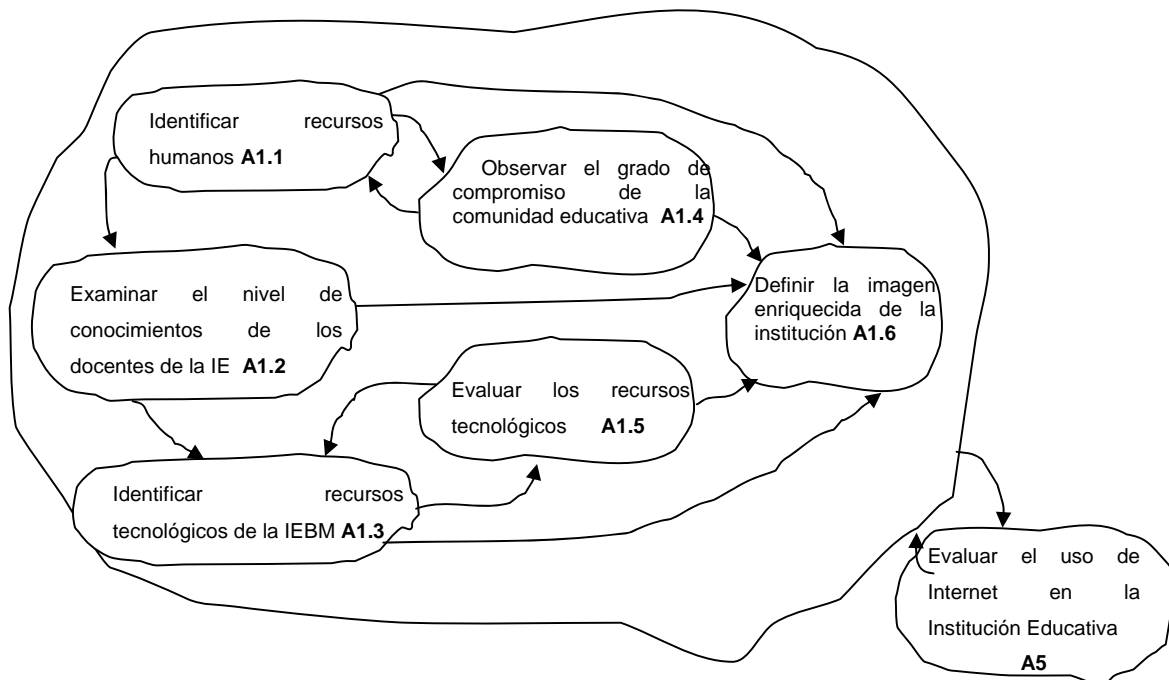 Identificar recursos
humanos A1.1
Observar el grado de
compromiso de la
comunidad educativa A1.4
Examinar el nivel de
conocimientos de los
docentes de la IE A1.2
Definir la imagen
enriquecida de la
institución A1.6
Evaluar los recursos
tecnológicos A1.5
Identificar recursos
tecnológicos de la IEBM A1.3
Evaluar el uso de
Internet en la
Institución Educativa
A5